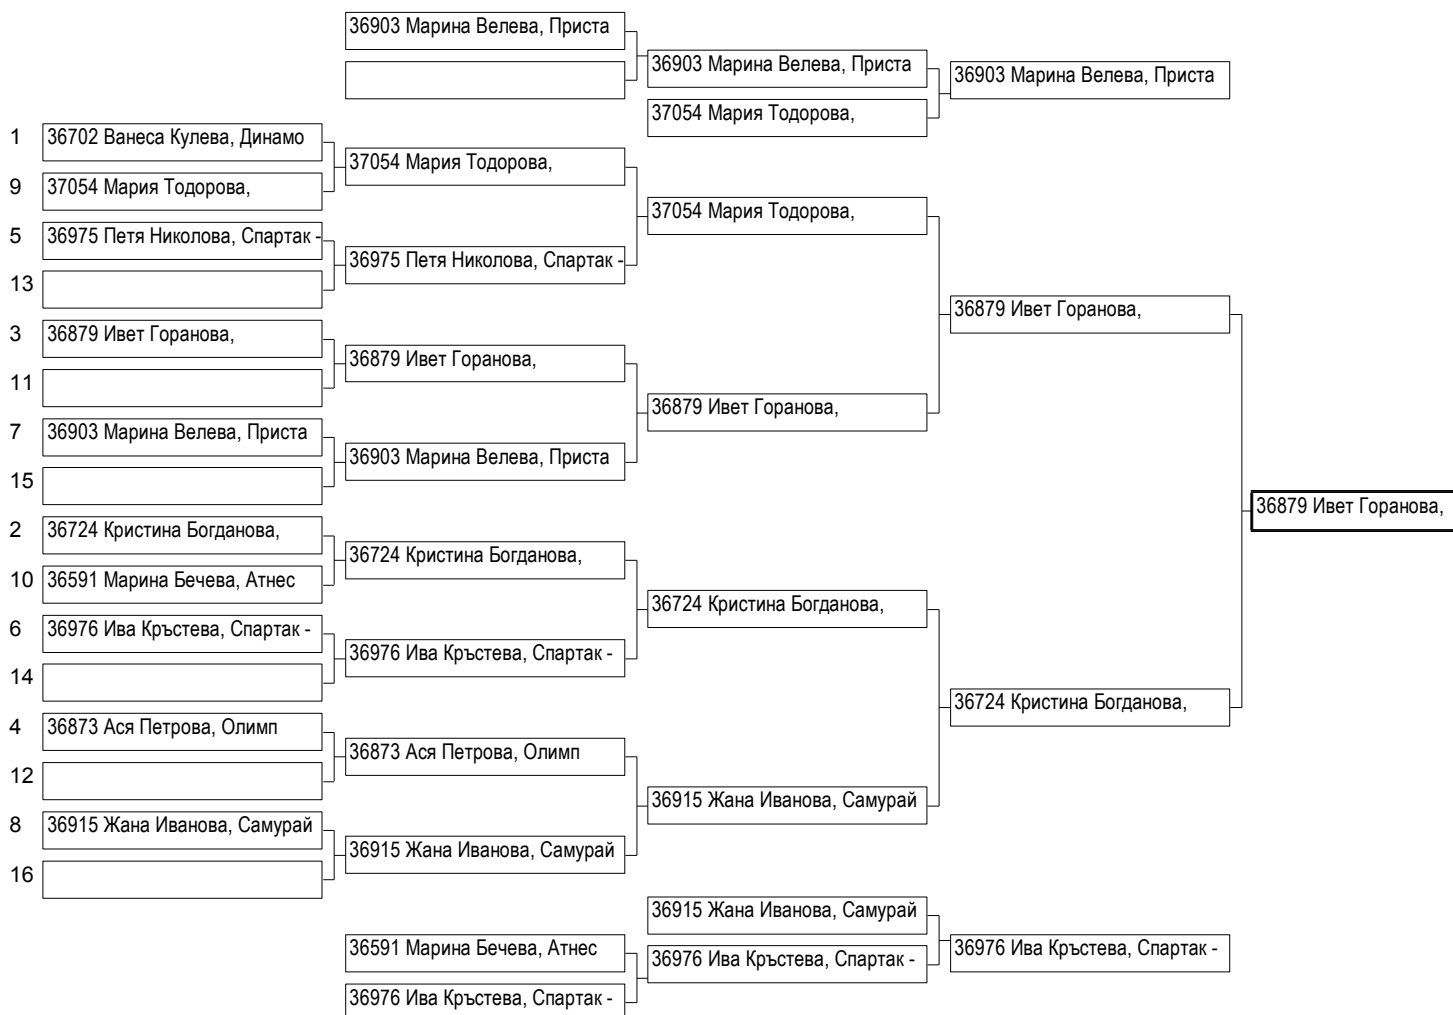 36903 Марина Велева, Приста
36903 Марина Велева, Приста
36903 Марина Велева, Приста
37054 Мария Тодорова,
1 36702 Ванеса Кулева, Динамо
37054 Мария Тодорова,
9 37054 Мария Тодорова,
37054 Мария Тодорова,
5 36975 Петя Николова, Спартак -
36975 Петя Николова, Спартак -
13
36879 Ивет Горанова,
3 36879 Ивет Горанова,
36879 Ивет Горанова,
11
36879 Ивет Горанова,
7 36903 Марина Велева, Приста
36903 Марина Велева, Приста
15
36879 Ивет Горанова,
2 36724 Кристина Богданова,
36724 Кристина Богданова,
10 36591 Марина Бечева, Атнес
36724 Кристина Богданова,
6 36976 Ива Кръстева, Спартак -
36976 Ива Кръстева, Спартак -
14
36724 Кристина Богданова,
4 36873 Ася Петрова, Олимп
36873 Ася Петрова, Олимп
12
36915 Жана Иванова, Самурай
8 36915 Жана Иванова, Самурай
36915 Жана Иванова, Самурай
16
36915 Жана Иванова, Самурай
36591 Марина Бечева, Атнес
36976 Ива Кръстева, Спартак -
36976 Ива Кръстева, Спартак -
36976 Ива Кръстева, Спартак -